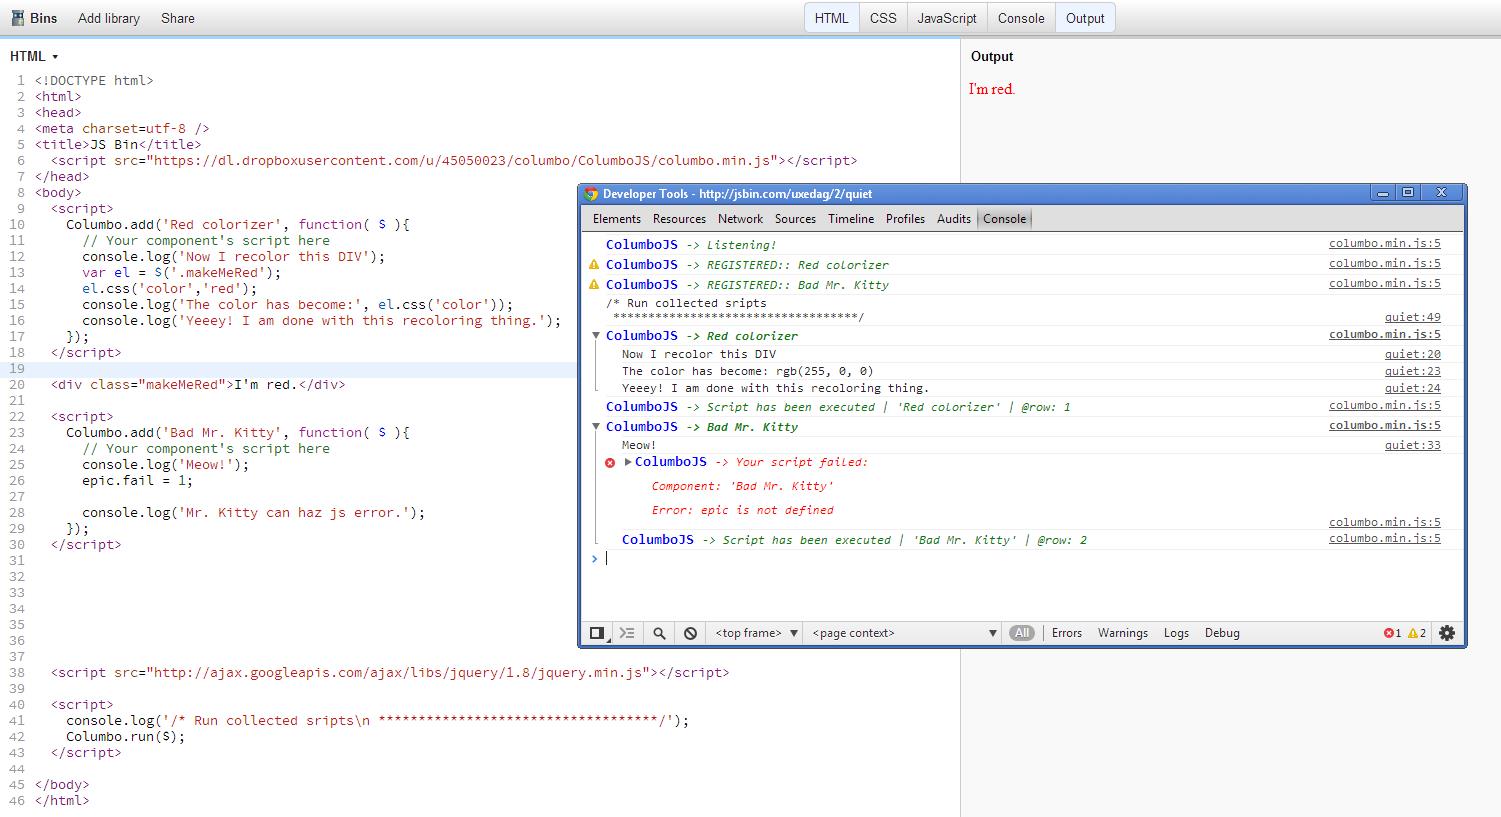 Bins Add library Share HTML CSS JavaScript Console Output
HTML
1 <!DOCTYPE html>
2 <html>
3 <head>
4 <meta charset=utf-8 />
5 <title>JS Bin</title>
6 <script src="https://dl.dropboxusercontent.com/u/45050023/columbo/ColumboJS/columbo.min.js"></script>
7 </head>
8 <body>
9 <script>
10 Columbo.add('Red colorizer', function( $ ){
11 // Your component's script here
12 console.log('Now I recolor this DIV');
13 var el = $('.makeMeRed');
14 el.css('color','red');
15 console.log('The color has become:', el.css('color'));
16 console.log('Yeeey! I am done with this recoloring thing.');
17 });
18 </script>
19
20 <div class="makeMeRed">I'm red.</div>
21
22 <script>
23 Columbo.add('Bad Mr. Kitty', function( $ ){
24 // Your component's script here
25 console.log('Meow!');
26 epic.fail = 1;
27
28 console.log('Mr. Kitty can haz js error.');
29 });
30 </script>
31
32
33
34
35
36
37
38 <script src="http://ajax.googleapis.com/ajax/libs/jquery/1.8/jquery.min.js"></script>
39
40 <script>
41 console.log('/* Run collected sripts\n ***********************************/');
42 Columbo.run($);
43 </script>
44
45 </body>
46 </html>
Output
I'm red.
Developer Tools - http://jsbin.com/uxedag/2/quiet
Elements Resources Network Sources Timeline Profiles Audits Console
ColumboJS -> Listening! columbo.min.js:5
ColumboJS -> REGISTERED:: Red colorizer columbo.min.js:5
ColumboJS -> REGISTERED:: Bad Mr. Kitty columbo.min.js:5
/* Run collected sripts
***********************************/ quiet:49
ColumboJS -> Red colorizer columbo.min.js:5
Now I recolor this DIV quiet:20
The color has become: rgb(255, 0, 0) quiet:23
Yeeey! I am done with this recoloring thing. quiet:24
ColumboJS -> Script has been executed | 'Red colorizer' | @row: 1 columbo.min.js:5
ColumboJS -> Bad Mr. Kitty columbo.min.js:5
Meow! quiet:33
ColumboJS -> Your script failed:
Component: 'Bad Mr. Kitty'
Error: epic is not defined
columbo.min.js:5
ColumboJS -> Script has been executed | 'Bad Mr. Kitty' | @row: 2 columbo.min.js:5
>
<top frame> <page context> All Errors Warnings Logs Debug 1 2